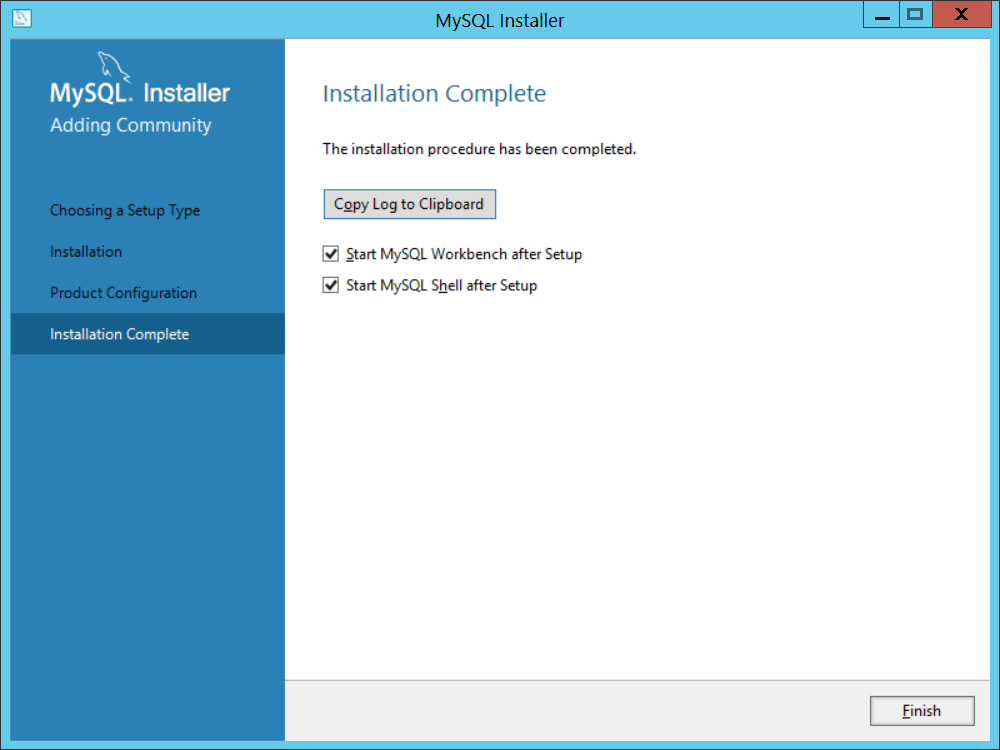 MySQL Installer
MySQL. Installer
Adding Community
Choosing a Setup Type
Installation
Product Configuration
Installation Complete
Installation Complete
The installation procedure has been completed.
Copy Log to Clipboard
Start MySQL Workbench after Setup
Start MySQL Shell after Setup
Finish